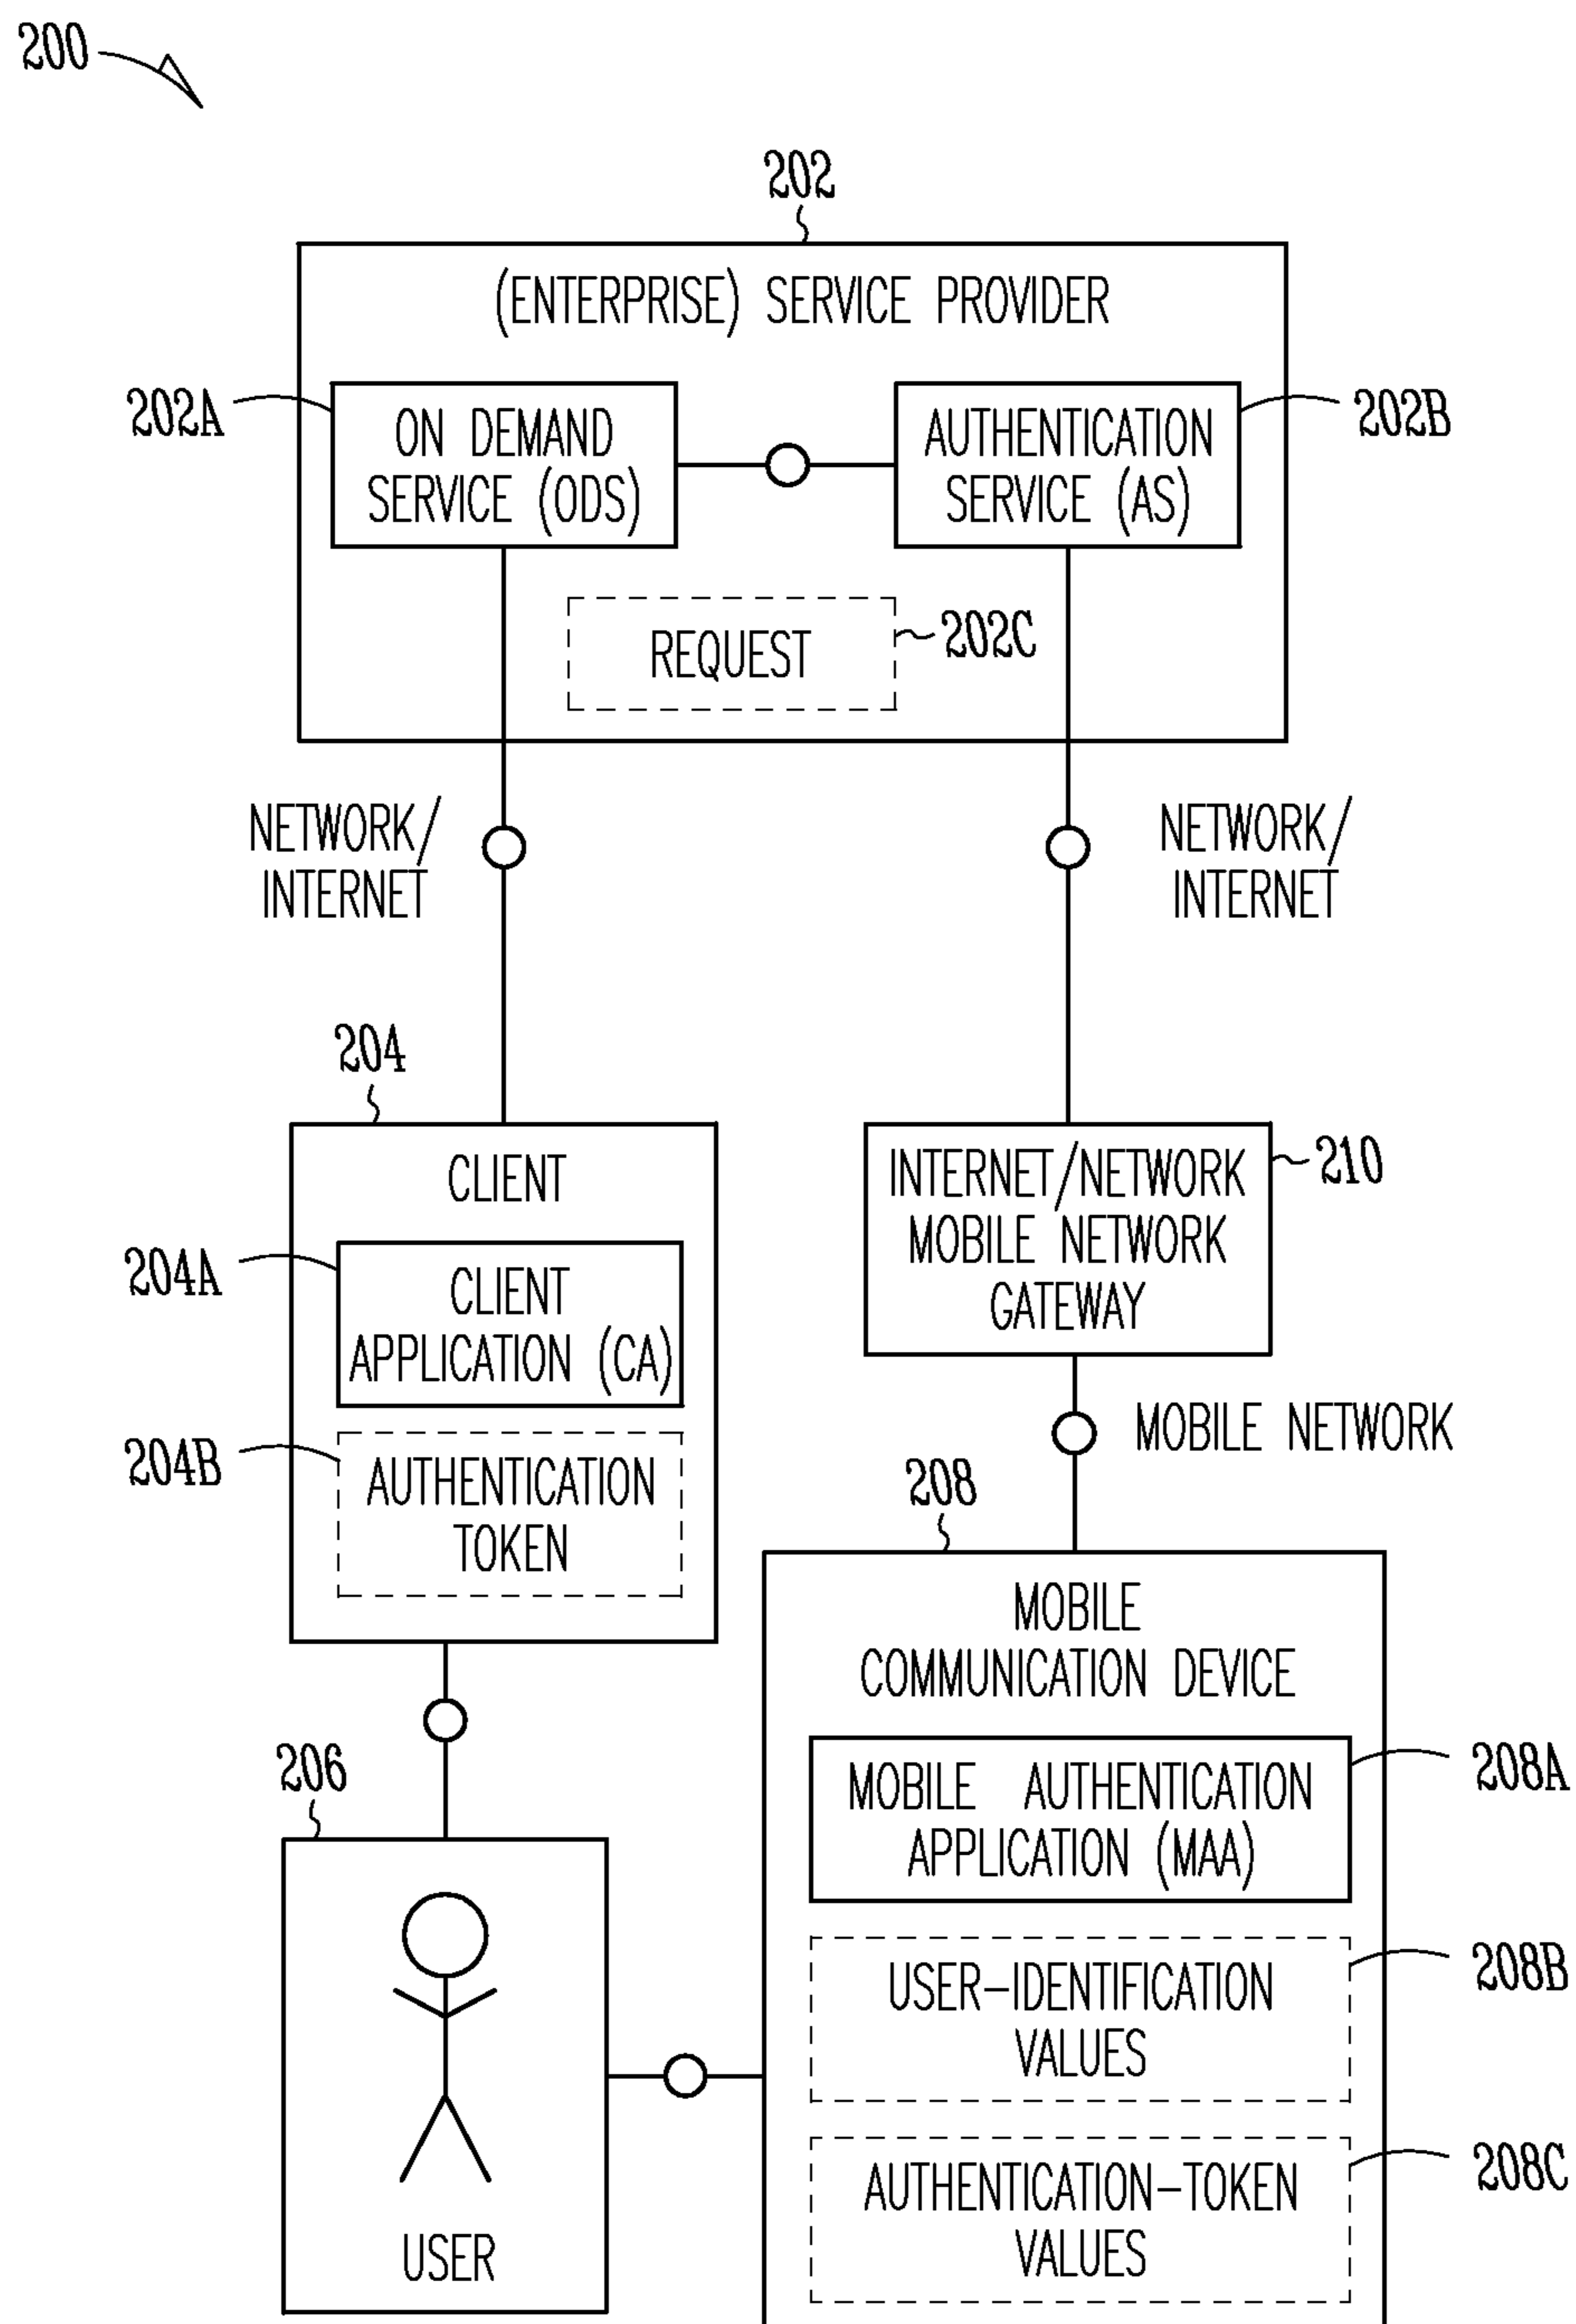 200
202
(ENTERPRISE) SERVICE PROVIDER
202A
ON DEMAND
SERVICE (ODS)
AUTHENTICATION
SERVICE (AS)
202B
REQUEST
202C
NETWORK/
INTERNET
NETWORK/
INTERNET
204
CLIENT
204A
CLIENT
APPLICATION (CA)
204B
AUTHENTICATION
TOKEN
INTERNET/NETWORK
MOBILE NETWORK
GATEWAY
210
MOBILE NETWORK
208
MOBILE
COMMUNICATION DEVICE
MOBILE AUTHENTICATION
APPLICATION (MAA)
208A
USER-IDENTIFICATION
VALUES
208B
AUTHENTICATION-TOKEN
VALUES
208C
206
USER